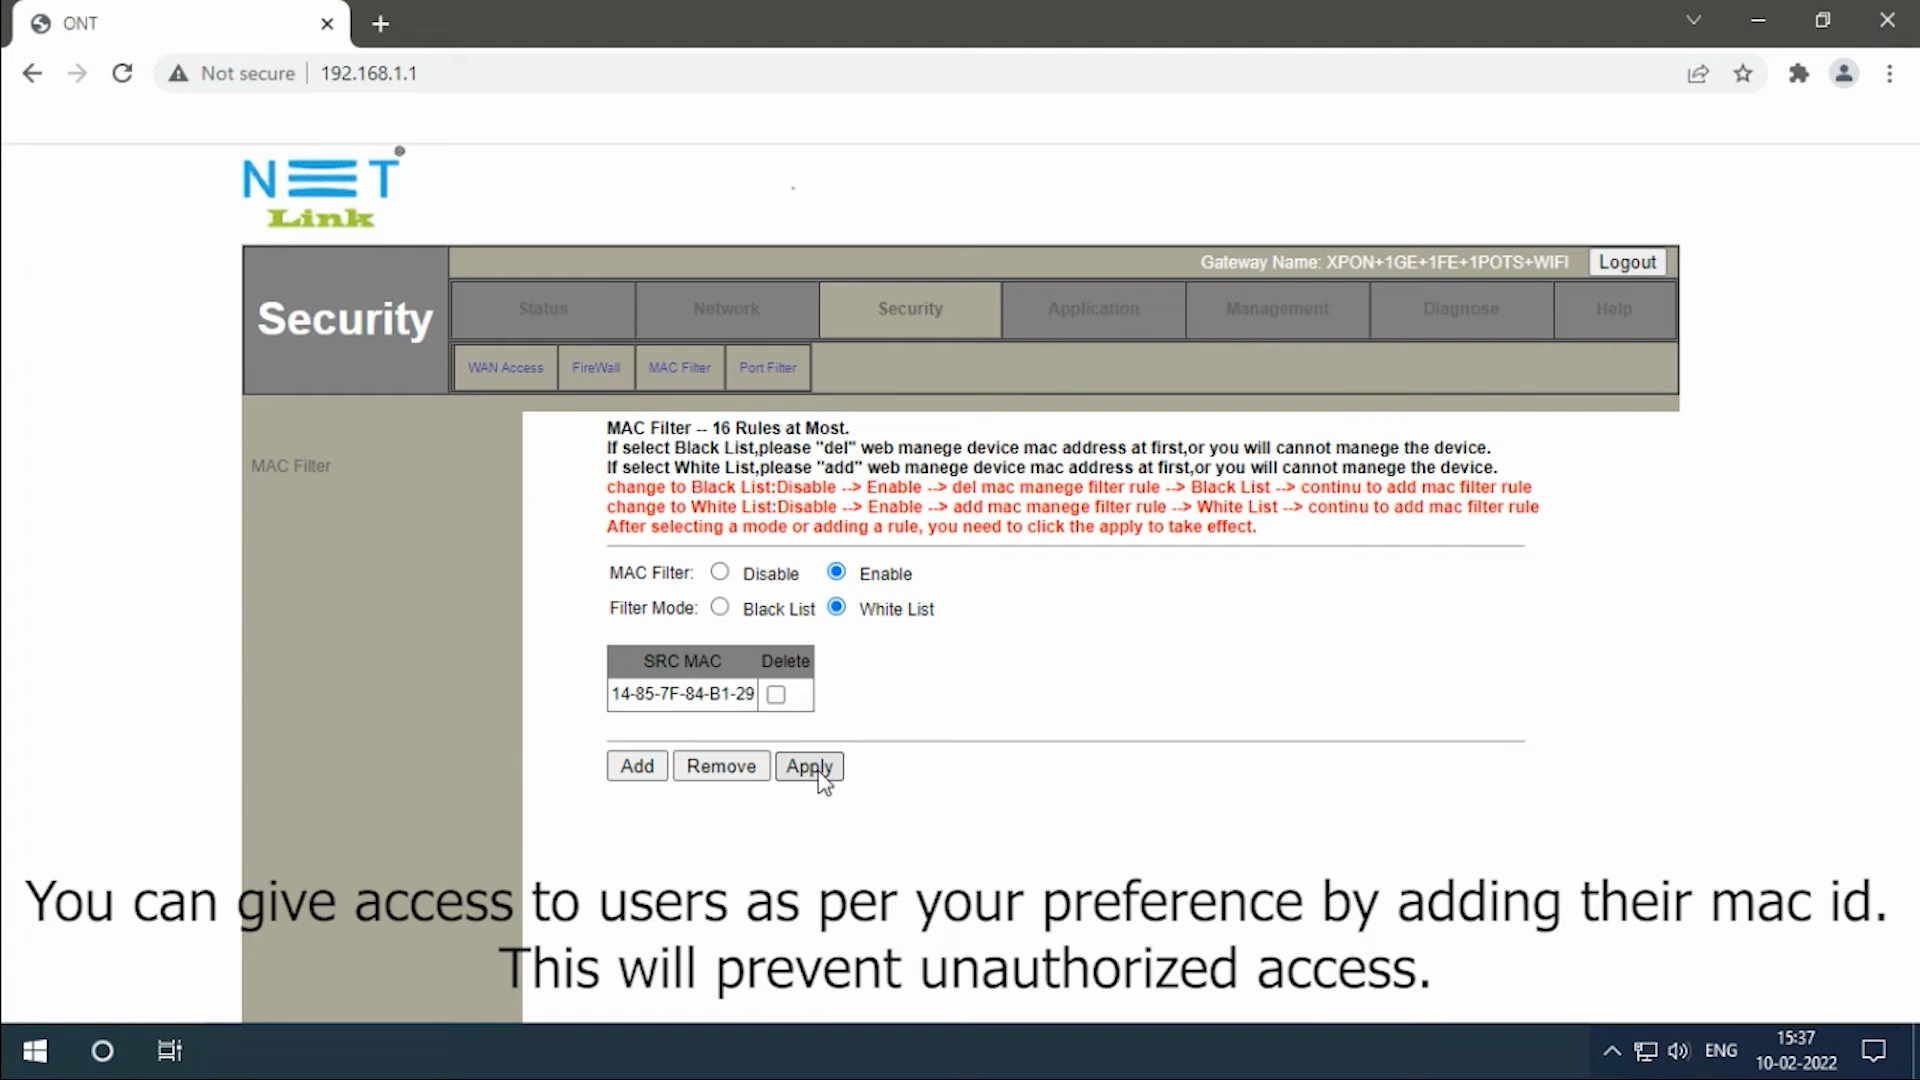 ONT
Not secure 192.168.1.1
NET
Link
Gateway Name: XPON+1GE+1FE+1POTS+WIFI Logout
Security
Status Network Security Application Management Diagnose Help
WAN Access FireWall MAC Filter Port Filter
MAC Filter
MAC Filter -- 16 Rules at Most.
If select Black List,please "del" web manege device mac address at first,or you will cannot manege the device.
If select White List,please "add" web manege device mac address at first,or you will cannot manege the device.
change to Black List:Disable --> Enable --> del mac manege filter rule --> Black List --> continu to add mac filter rule
change to White List:Disable --> Enable --> add mac manege filter rule --> White List --> continu to add mac filter rule
After selecting a mode or adding a rule, you need to click the apply to take effect.
MAC Filter: Disable Enable
Filter Mode: Black List White List
SRC MAC Delete
14-85-7F-84-B1-29
Add Remove Apply
You can give access to users as per your preference by adding their mac id.
This will prevent unauthorized access.
ENG 15:37
10-02-2022